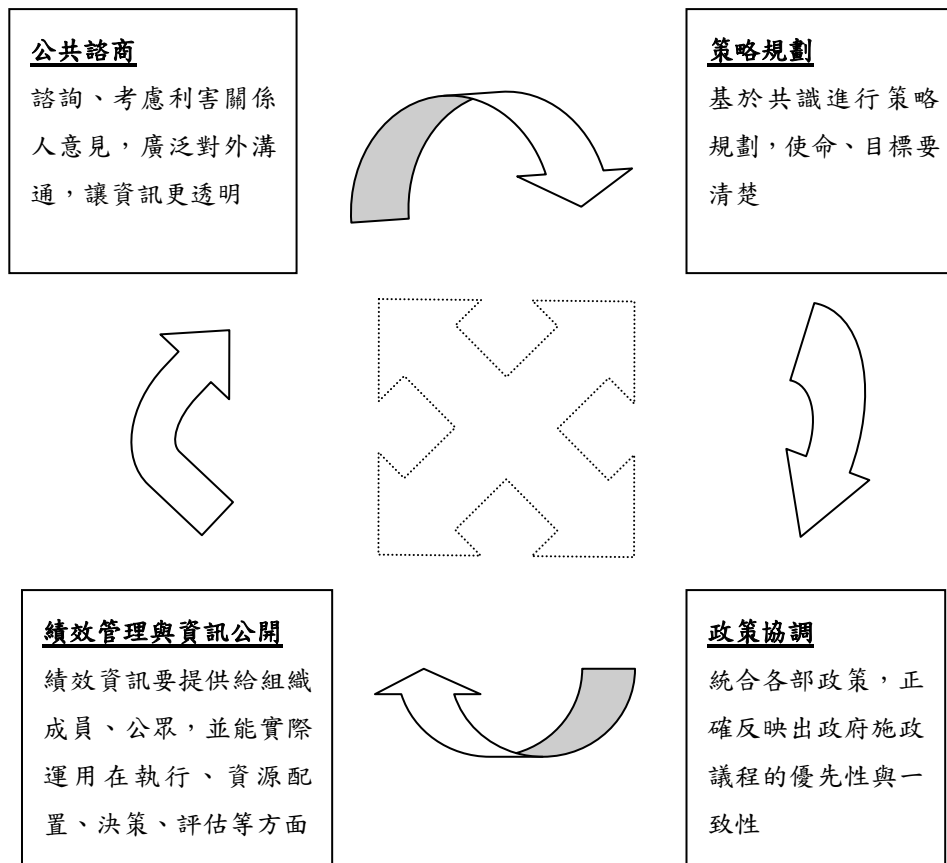 公共諮商
諮詢、考慮利害關係
人意見，廣泛對外溝
通，讓資訊更透明
策略規劃
基於共識進行策略
規劃，使命、目標要
清楚
績效管理與資訊公開
績效資訊要提供給組織
成員、公眾，並能實際
運用在執行、資源配
置、決策、評估等方面
政策協調
統合各部政策，正
確反映出政府施政
議程的優先性與一
致性